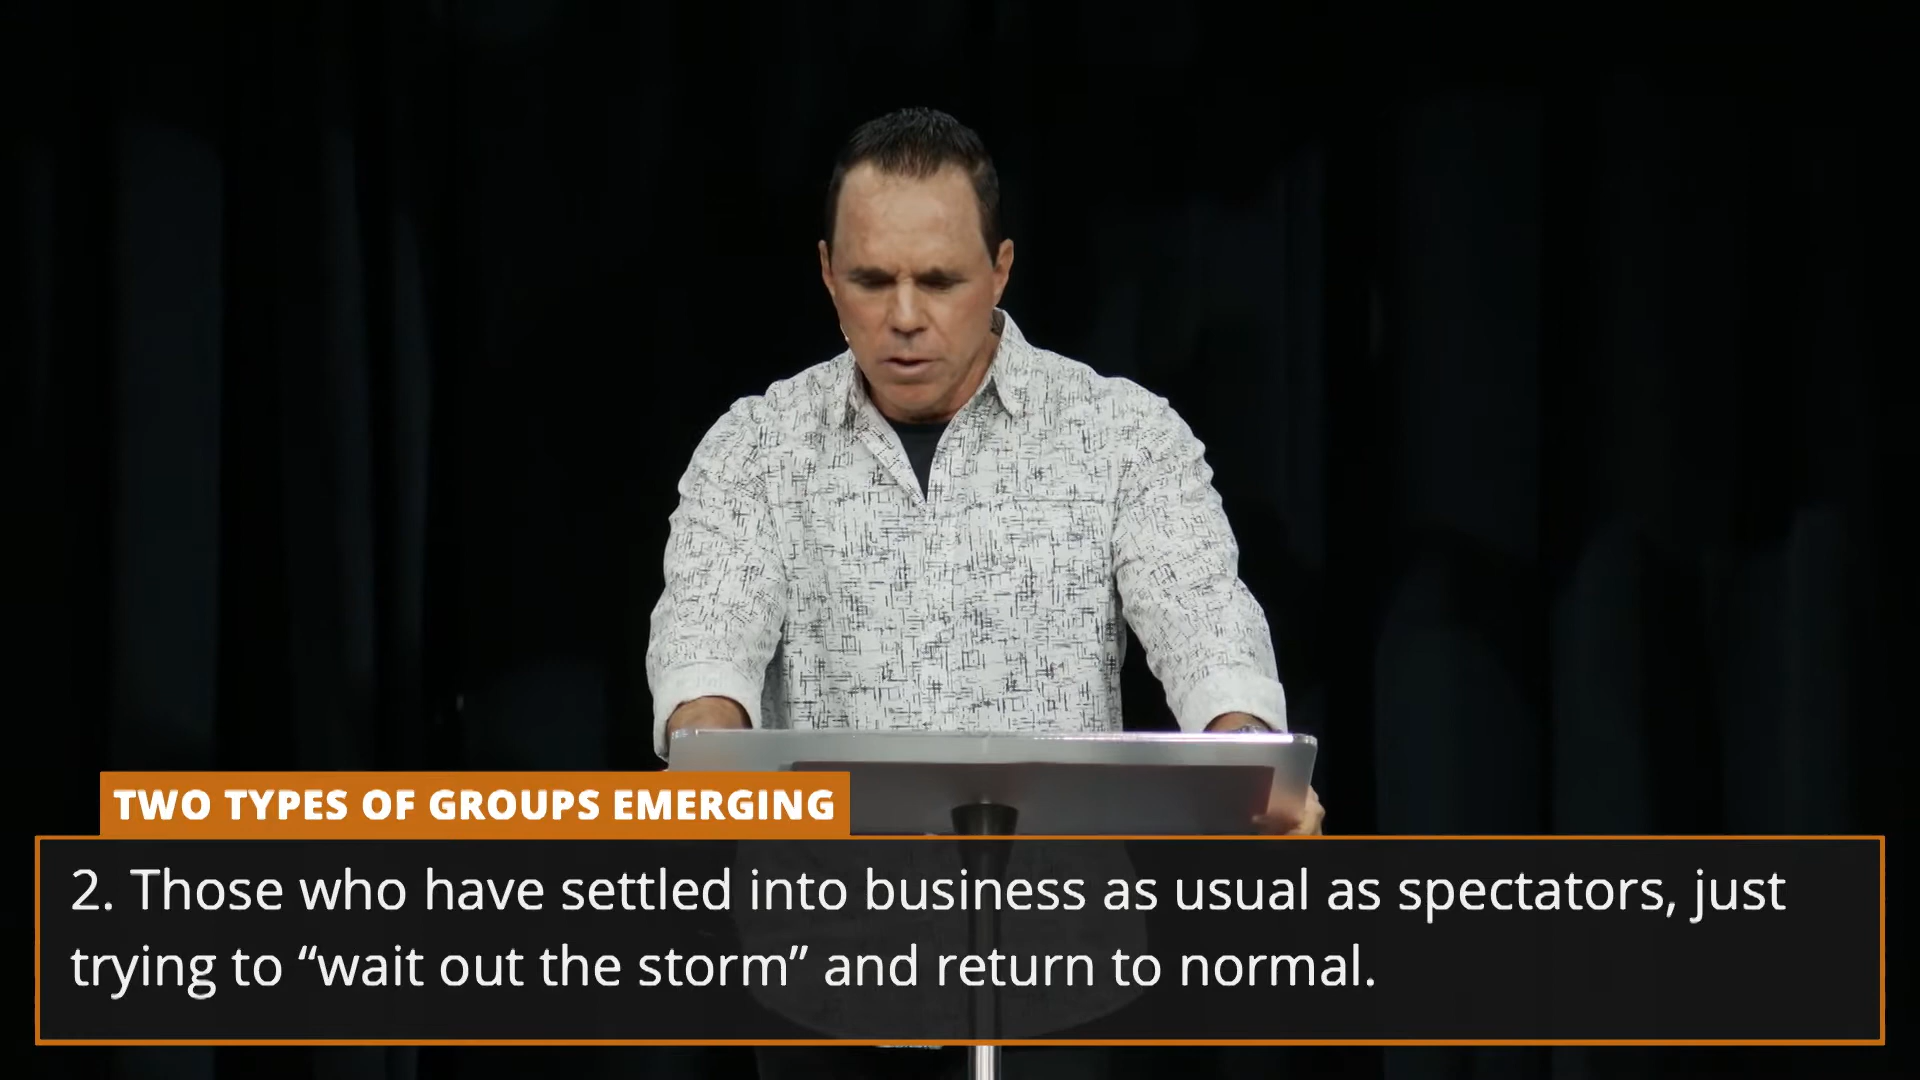 TWO TYPES OF GROUPS EMERGING
2. Those who have settled into business as usual as spectators, just
trying to “wait out the storm” and return to normal.